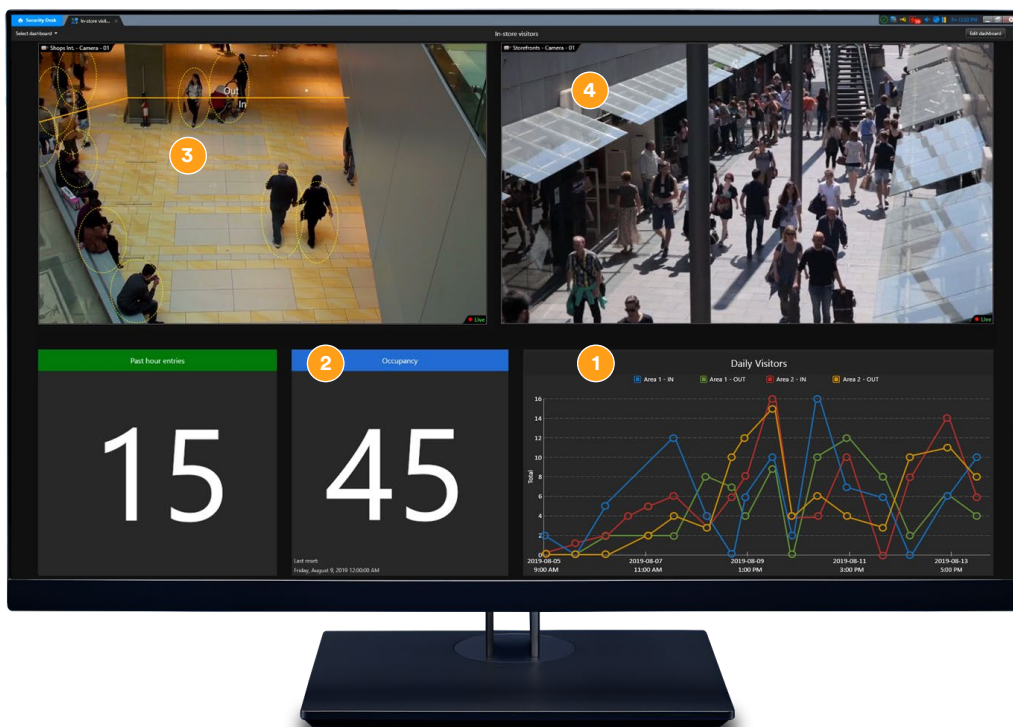 Security Desk
In-store visit... ×
Select dashboard
In-store visitors
Edit dashboard
Shops Int. - Camera - 01
Out
In
3
Live
Storefronts - Camera - 01
4
Live
Past hour entries
15
2
Occupancy
45
Last reset:
Friday, August 9, 2019 12:00:00 AM
1
Daily Visitors
Area 1 - IN
Area 1 - OUT
Area 2 - IN
Area 2 - OUT
Total
16
14
12
10
8
6
4
2
0
2019-08-05 2019-08-07 2019-08-09 2019-08-11 2019-08-13
9:00 AM 11:00 AM 1:00 PM 3:00 PM 5:00 PM